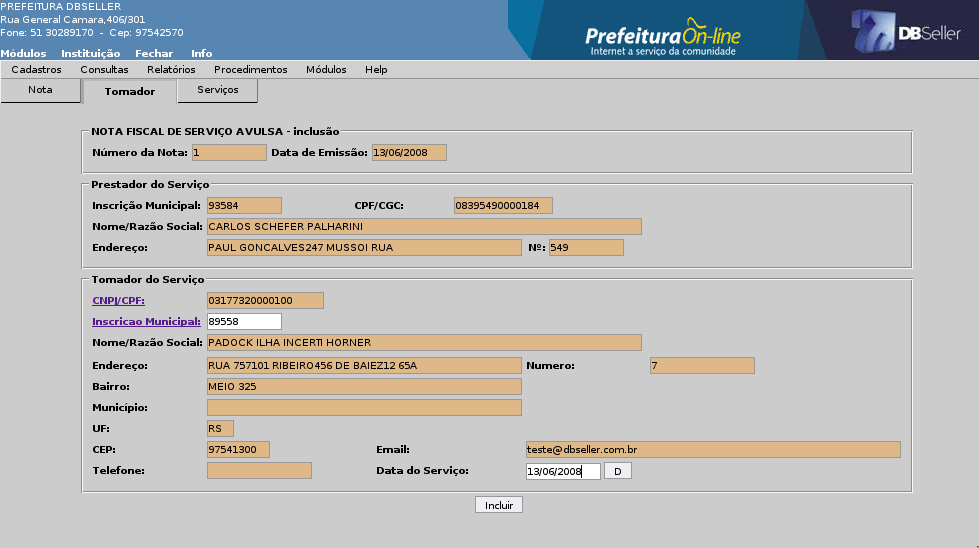 PREFEITURA DBSELLER
Rua General Camara,406/301
Fone: 51 30289170 - Cep: 97542570
Prefeitura On-line
Internet a serviço da comunidade
DBSeller
Módulos Instituição Fechar Info
Cadastros Consultas Relatórios Procedimentos Módulos Help
Nota Tomador Serviços
NOTA FISCAL DE SERVIÇO AVULSA - inclusão
Número da Nota: 1 Data de Emissão: 13/06/2008
Prestador do Serviço
Inscrição Municipal: 93584 CPF/CGC: 08395490000184
Nome/Razão Social: CARLOS SCHEFER PALHARINI
Endereço: PAUL GONCALVES247 MUSSOI RUA Nº: 549
Tomador do Serviço
CNPJ/CPF: 03177320000100
Inscricao Municipal: 89558
Nome/Razão Social: PADOCK ILHA INCERTI HORNER
Endereço: RUA 757101 RIBEIRO456 DE BAIEZ12 65A Numero: 7
Bairro: MEIO 325
Município:
UF: RS
CEP: 97541300 Email: teste@dbseller.com.br
Telefone: Data do Serviço: 13/06/2008 D
Incluir